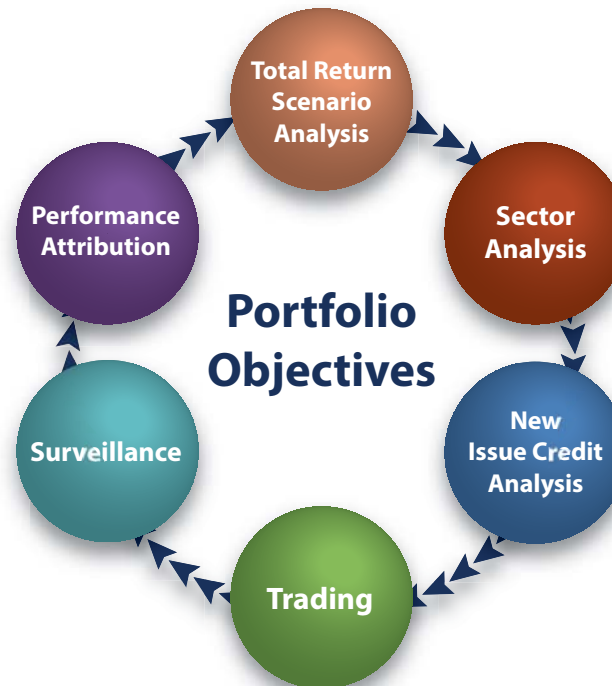 Total Return
Scenario
Analysis
Sector
Analysis
New
Issue Credit
Analysis
Trading
Surveillance
Performance
Attribution
Portfolio
Objectives